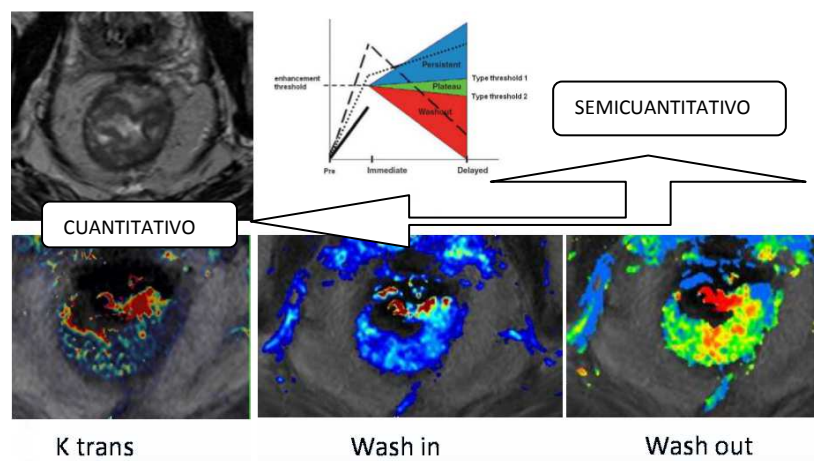 enhancement
threshold
Persistent
Plateau
Washout
Type threshold 1
Type threshold 2
Pre
Immediate
Delayed
SEMICUANTITATIVO
CUANTITATIVO
K trans
Wash in
Wash out